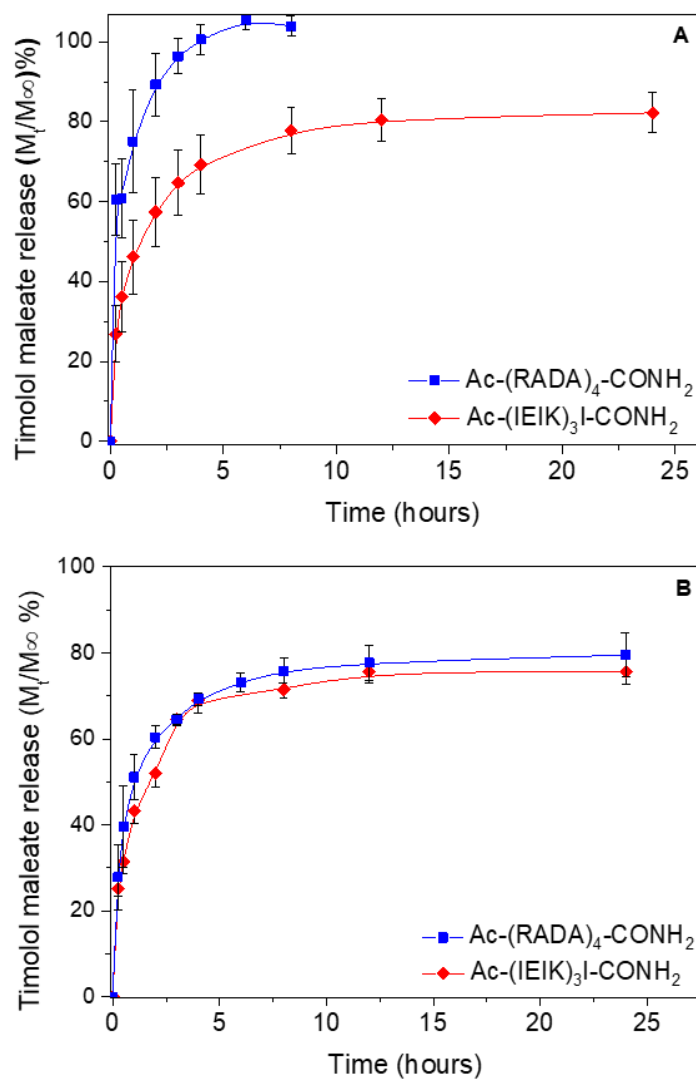 A
Timolol maleate release (Mₜ/M∞)%
100
80
60
40
20
0
Ac-(RADA)₄-CONH₂
Ac-(IEIK)₃I-CONH₂
0 5 10 15 20 25
Time (hours)
B
Timolol maleate release (Mₜ/M∞ %)
100
80
60
40
20
0
Ac-(RADA)₄-CONH₂
Ac-(IEIK)₃I-CONH₂
0 5 10 15 20 25
Time (hours)